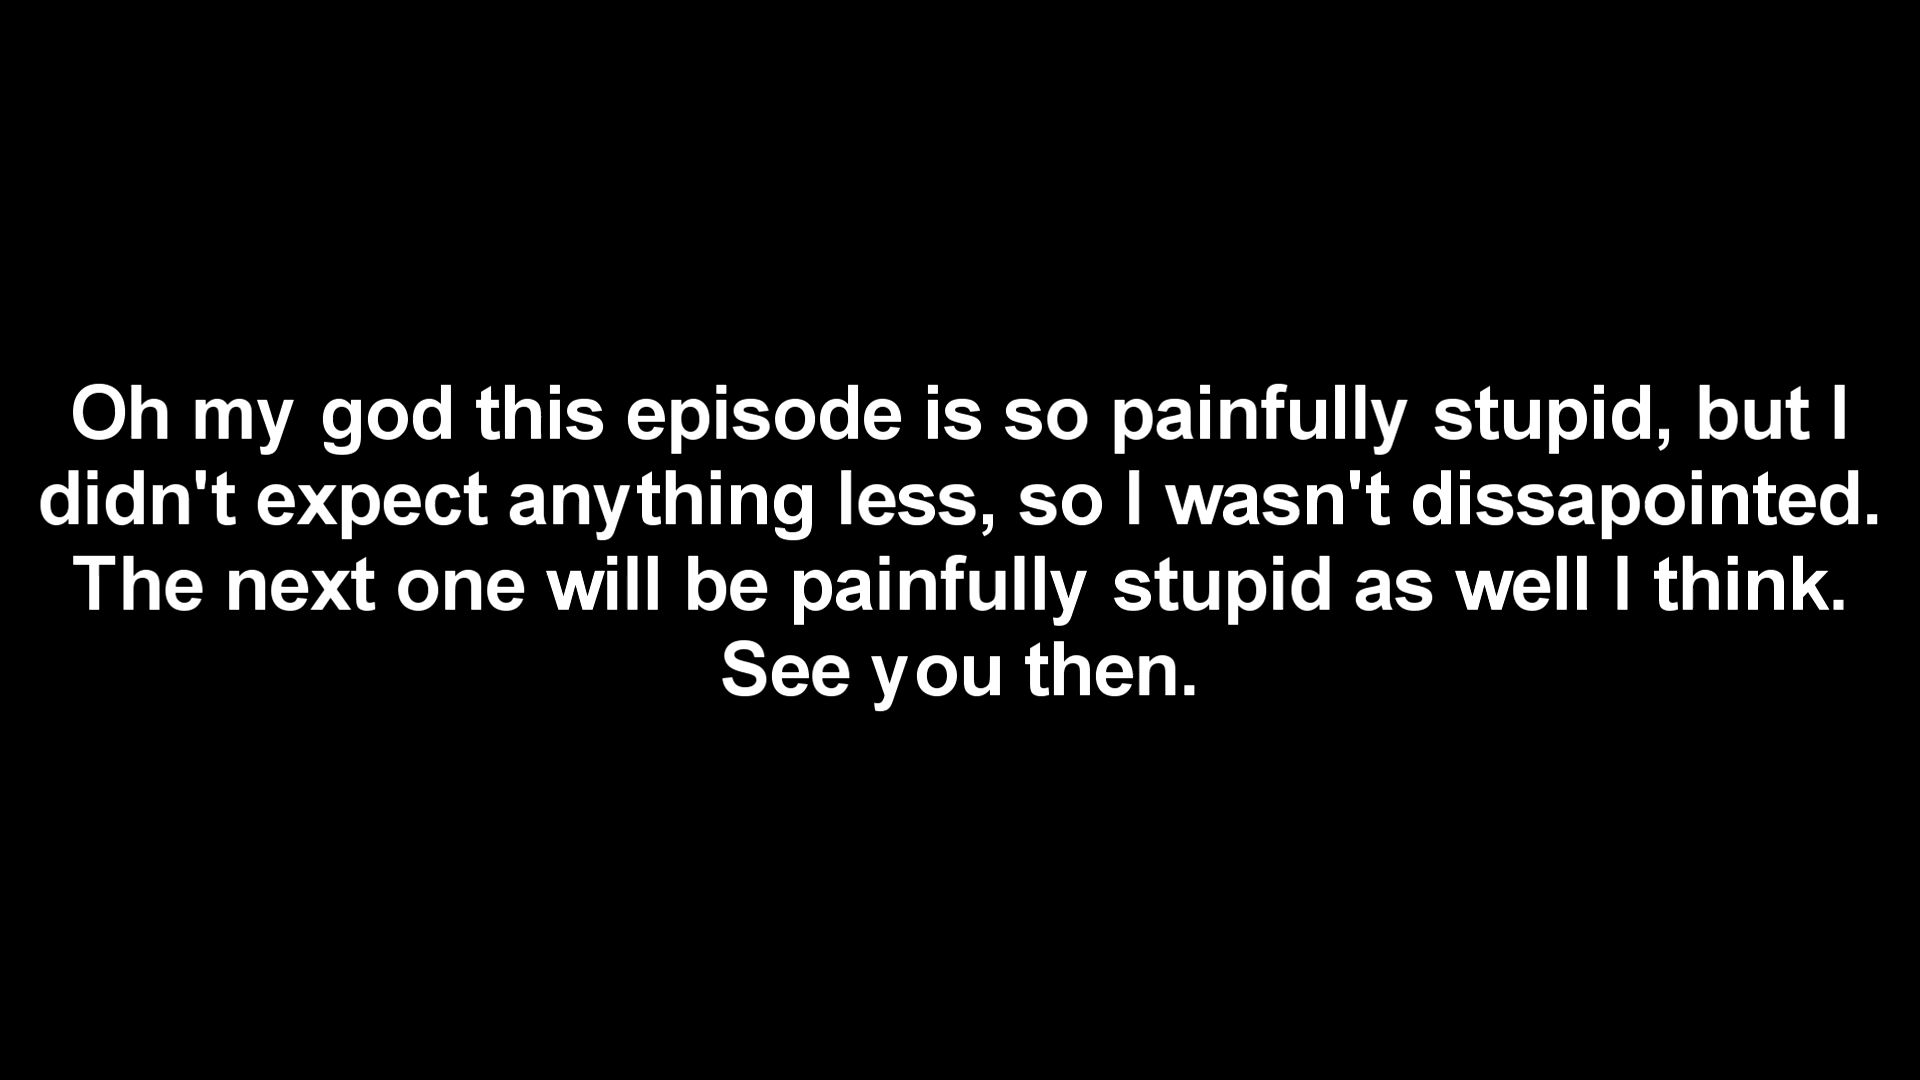 Oh my god this episode is so painfully stupid, but I
didn't expect anything less, so I wasn't dissapointed.
The next one will be painfully stupid as well I think.
See you then.